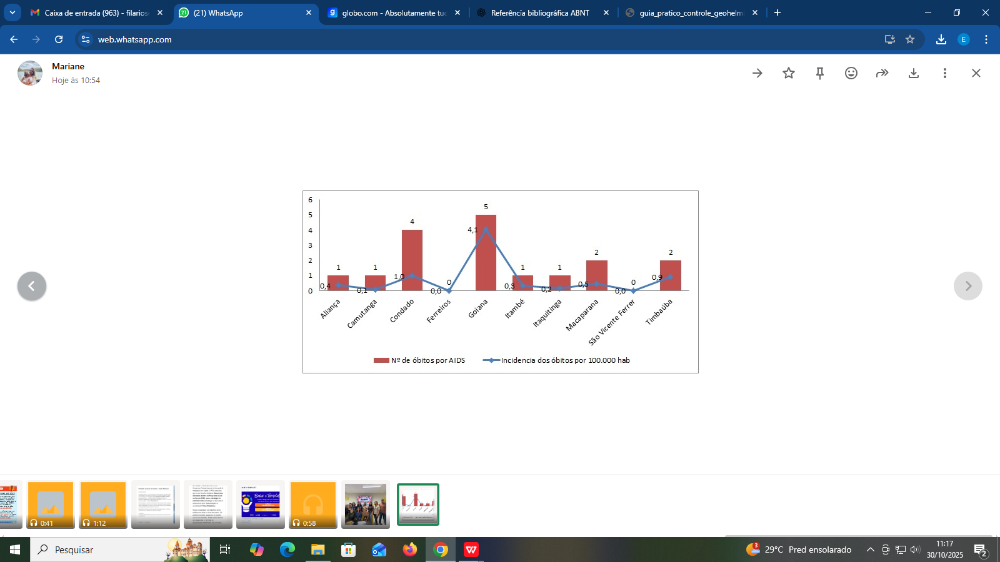 Caixa de entrada (963) - filarios
(21) WhatsApp
globo.com - Absolutamente tuc
Referência bibliográfica ABNT
guia_pratico_controle_geohelmi
web.whatsapp.com
E
Mariane
Hoje às 10:54
6
5
4
3
2
1
0
1
1
4
0
5
1
1
2
0
2
0,4
0,1
1,0
0,0
4,1
0,3
0,2
0,5
0,0
0,9
Aliança
Camutanga
Condado
Ferreiros
Goiana
Itambé
Itaquitinga
Macaparana
São Vicente Ferrer
Timbaúba
Nº de óbitos por AIDS
Incidencia dos óbitos por 100.000 hab
0:41
1:12
0:58
Pesquisar
3
29°C Pred ensolarado
11:17
30/10/2025
2